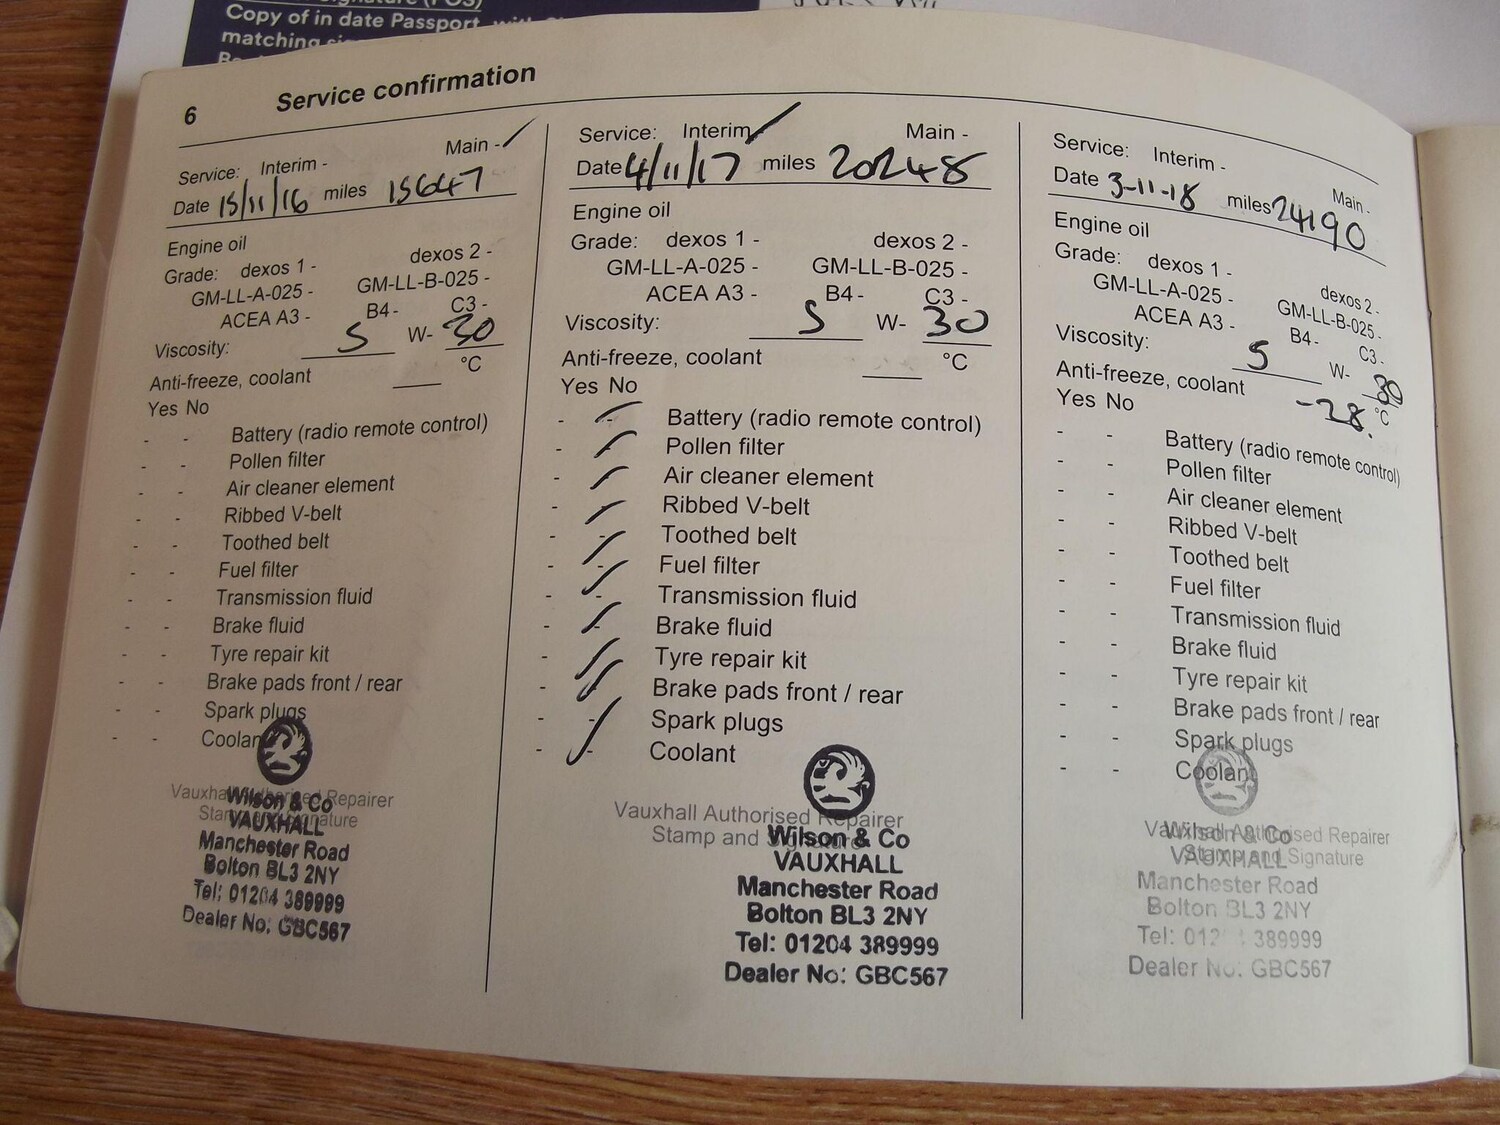 Copy of in date Passport
matching
6 Service confirmation
Service: Interim - Main -
Date 15/11/16 miles 15647
Engine oil
Grade: dexos 1 - dexos 2 -
GM-LL-A-025 - GM-LL-B-025 -
ACEA A3 - B4 - C3 -
Viscosity: 5 W- 30
Anti-freeze, coolant °C
Yes No
- - Battery (radio remote control)
- - Pollen filter
- - Air cleaner element
- - Ribbed V-belt
- - Toothed belt
- - Fuel filter
- - Transmission fluid
- - Brake fluid
- - Tyre repair kit
- - Brake pads front / rear
- - Spark plugs
- - Coolant
Vauxhall Authorised Repairer
Stamp and Signature
Wilson & Co
VAUXHALL
Manchester Road
Bolton BL3 2NY
Tel: 01204 389999
Dealer No: GBC567
Service: Interim Main -
Date 4/11/17 miles 20248
Engine oil
Grade: dexos 1 - dexos 2 -
GM-LL-A-025 - GM-LL-B-025 -
ACEA A3 - B4 - C3 -
Viscosity: 5 W- 30
Anti-freeze, coolant °C
Yes No
- - Battery (radio remote control)
- - Pollen filter
- - Air cleaner element
- - Ribbed V-belt
- - Toothed belt
- - Fuel filter
- - Transmission fluid
- - Brake fluid
- - Tyre repair kit
- - Brake pads front / rear
- - Spark plugs
- - Coolant
Vauxhall Authorised Repairer
Stamp and Signature
Wilson & Co
VAUXHALL
Manchester Road
Bolton BL3 2NY
Tel: 01204 389999
Dealer No: GBC567
Service: Interim - Main -
Date 3-11-18 miles 24190
Engine oil
Grade: dexos 1 - dexos 2 -
GM-LL-A-025 - GM-LL-B-025 -
ACEA A3 - B4 - C3 -
Viscosity: 5 W- 30
Anti-freeze, coolant -28 °C
Yes No
- - Battery (radio remote control)
- - Pollen filter
- - Air cleaner element
- - Ribbed V-belt
- - Toothed belt
- - Fuel filter
- - Transmission fluid
- - Brake fluid
- - Tyre repair kit
- - Brake pads front / rear
- - Spark plugs
- - Coolant
Vauxhall Authorised Repairer
Stamp and Signature
Wilson & Co
VAUXHALL
Manchester Road
Bolton BL3 2NY
Tel: 389999
Dealer No: GBC567